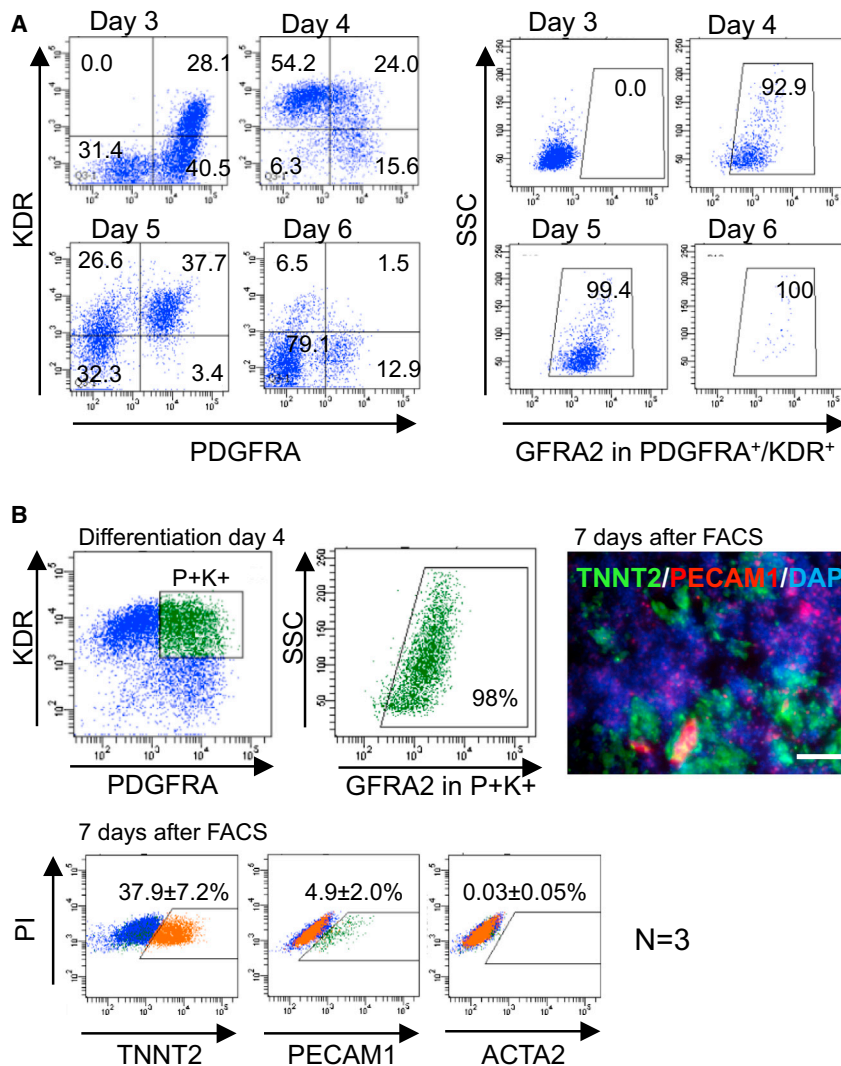 A
Day 3
Day 4
Day 3
Day 4
0.0
28.1
54.2
24.0
0.0
92.9
31.4
40.5
6.3
15.6
Day 5
Day 6
Day 5
Day 6
26.6
37.7
6.5
1.5
99.4
100
79.1
32.3
3.4
12.9
KDR
SSC
PDGFRA
GFRA2 in PDGFRA+/KDR+
B
Differentiation day 4
7 days after FACS
P+K+
TNNT2/PECAM1/DAP
98%
KDR
SSC
PDGFRA
GFRA2 in P+K+
7 days after FACS
37.9±7.2%
4.9±2.0%
0.03±0.05%
PI
N=3
TNNT2
PECAM1
ACTA2